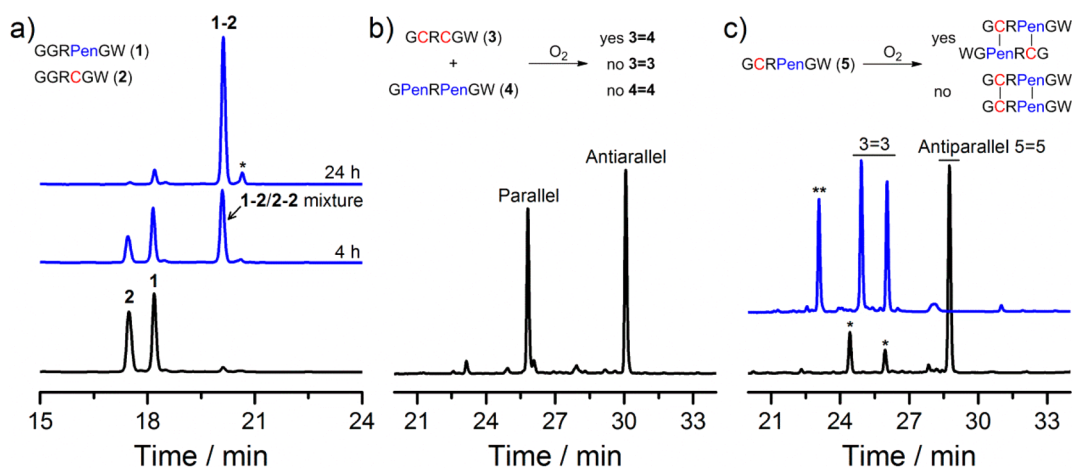 a)
GGRPenGW (1)
GGRCGW (2)
1-2
*
24 h
1-2/2-2 mixture
4 h
2
1
15 18 21 24
Time / min
b)
GCRCGW (3)
+
GPenRPenGW (4)
O2
yes 3=4
no 3=3
no 4=4
Parallel
Antiarallel
21 24 27 30 33
Time / min
c)
GCRPenGW (5)
O2
yes
GCRPenGW
WGPenRCG
no
GCRPenGW
GCRPenGW
3=3
Antiparallel 5=5
**
*
*
21 24 27 30 33
Time / min